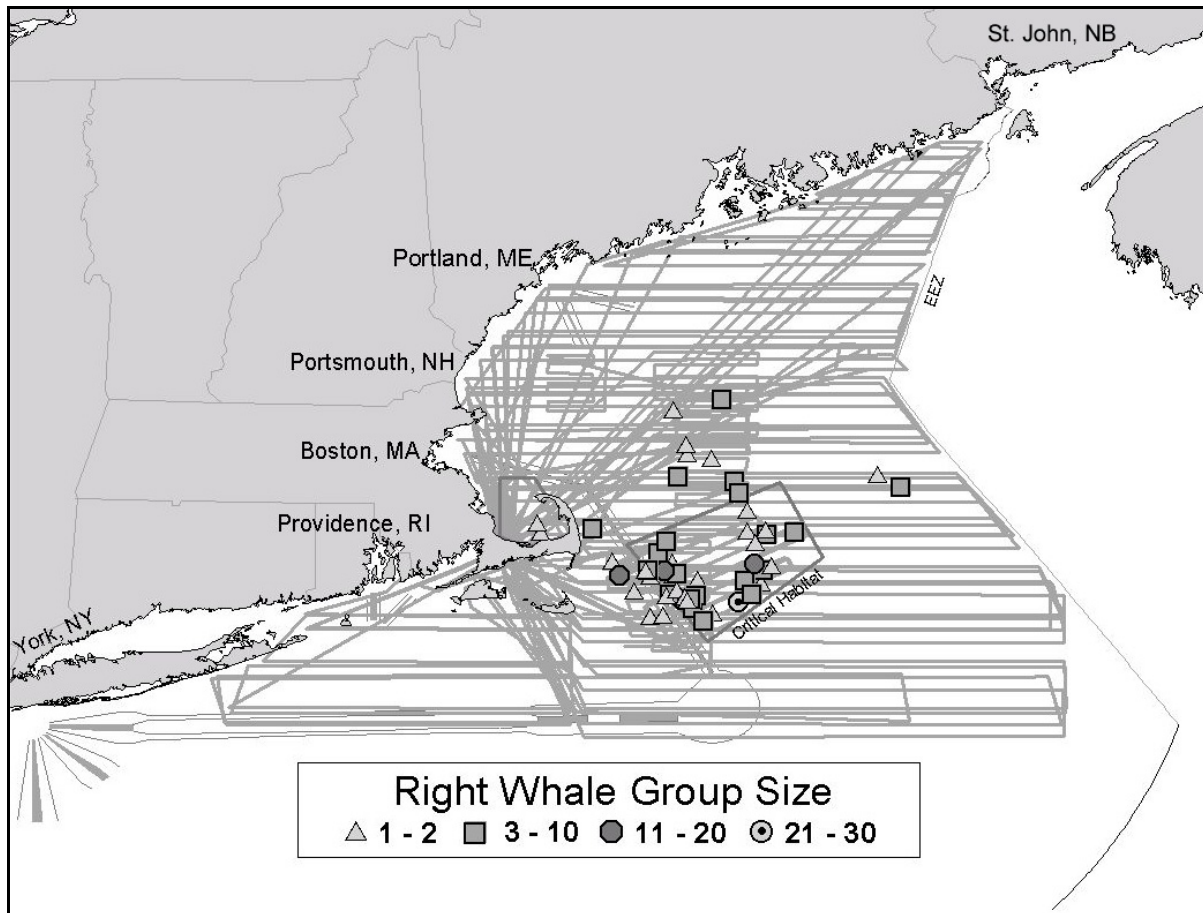 St. John, NB
Portland, ME
EEZ
Portsmouth, NH
Boston, MA
Providence, RI
Critical Habitat
York, NY
Right Whale Group Size
1 - 2
3 - 10
11 - 20
21 - 30